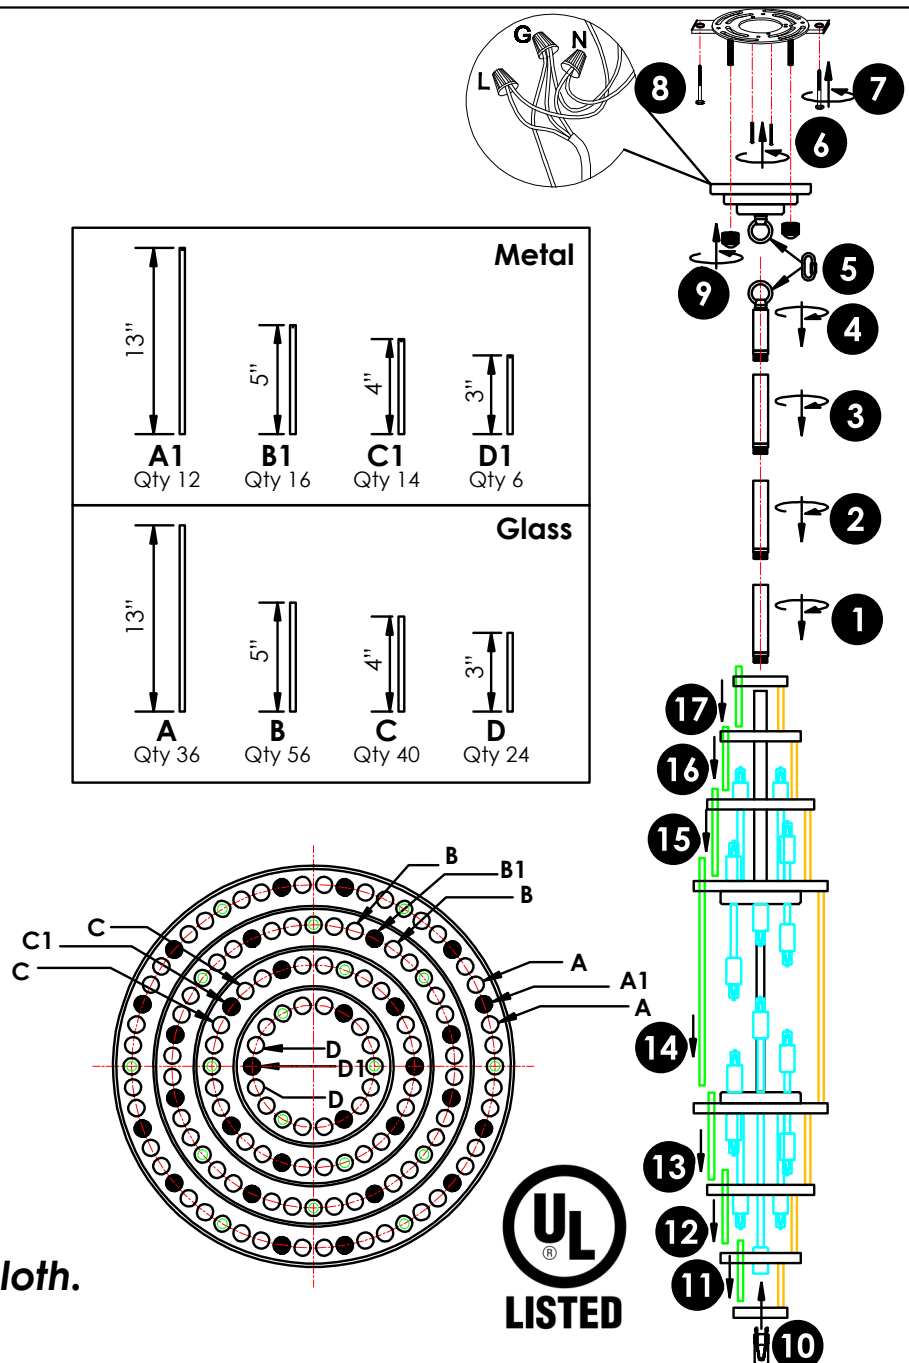 G
N
L
8
7
6
5
9
4
3
2
1
Metal
13”
5”
4”
3”
A1
B1
C1
D1
Qty 12
Qty 16
Qty 14
Qty 6
Glass
13”
5”
4”
3”
A
B
C
D
Qty 36
Qty 56
Qty 40
Qty 24
17
16
15
14
13
12
11
10
B
B1
B
C
C1
C
A
A1
A
D
D1
D
UL
®
LISTED
loth.